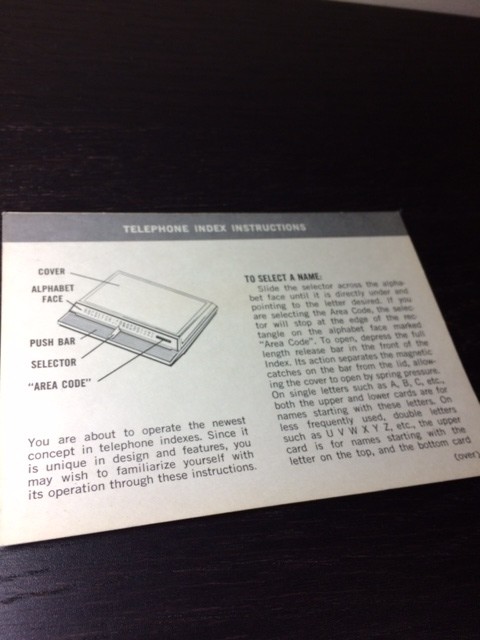 TELEPHONE INDEX INSTRUCTIONS
COVER
ALPHABET
FACE
PUSH BAR
SELECTOR
"AREA CODE"
You are about to operate the newest
concept in telephone indexes. Since it
is unique in design and features, you
may wish to familiarize yourself with
its operation through these instructions.
TO SELECT A NAME:
Slide the selector across the alpha-
bet face until it is directly under and
pointing to the letter desired. If you
are selecting the Area Code, the selec-
tor will stop at the edge of the rec-
tangle on the alphabet face marked
"Area Code". To open, depress the full
length release bar in the front of the
Index. Its action separates the magnetic
catches on the bar from the lid, allow-
ing the cover to open by spring pressure.
On single letters such as A, B, C, etc.,
both the upper and lower cards are for
names starting with these letters. On
less frequently used, double letters
such as U V W X Y Z, etc., the upper
card is for names starting with the
letter on the top, and the bottom card
(over)